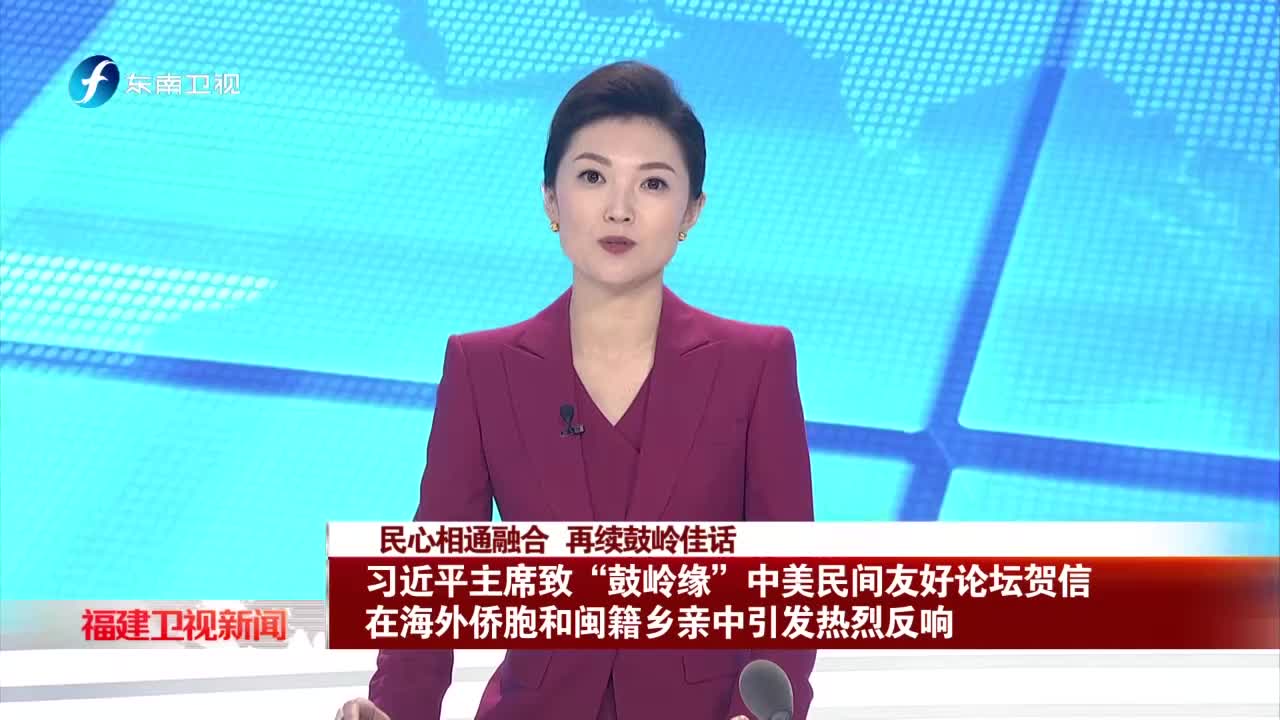 东南卫视
民心相通融合 再续鼓岭佳话
习近平主席致“鼓岭缘”中美民间友好论坛贺信
在海外侨胞和闽籍乡亲中引发热烈反响
福建卫视新闻